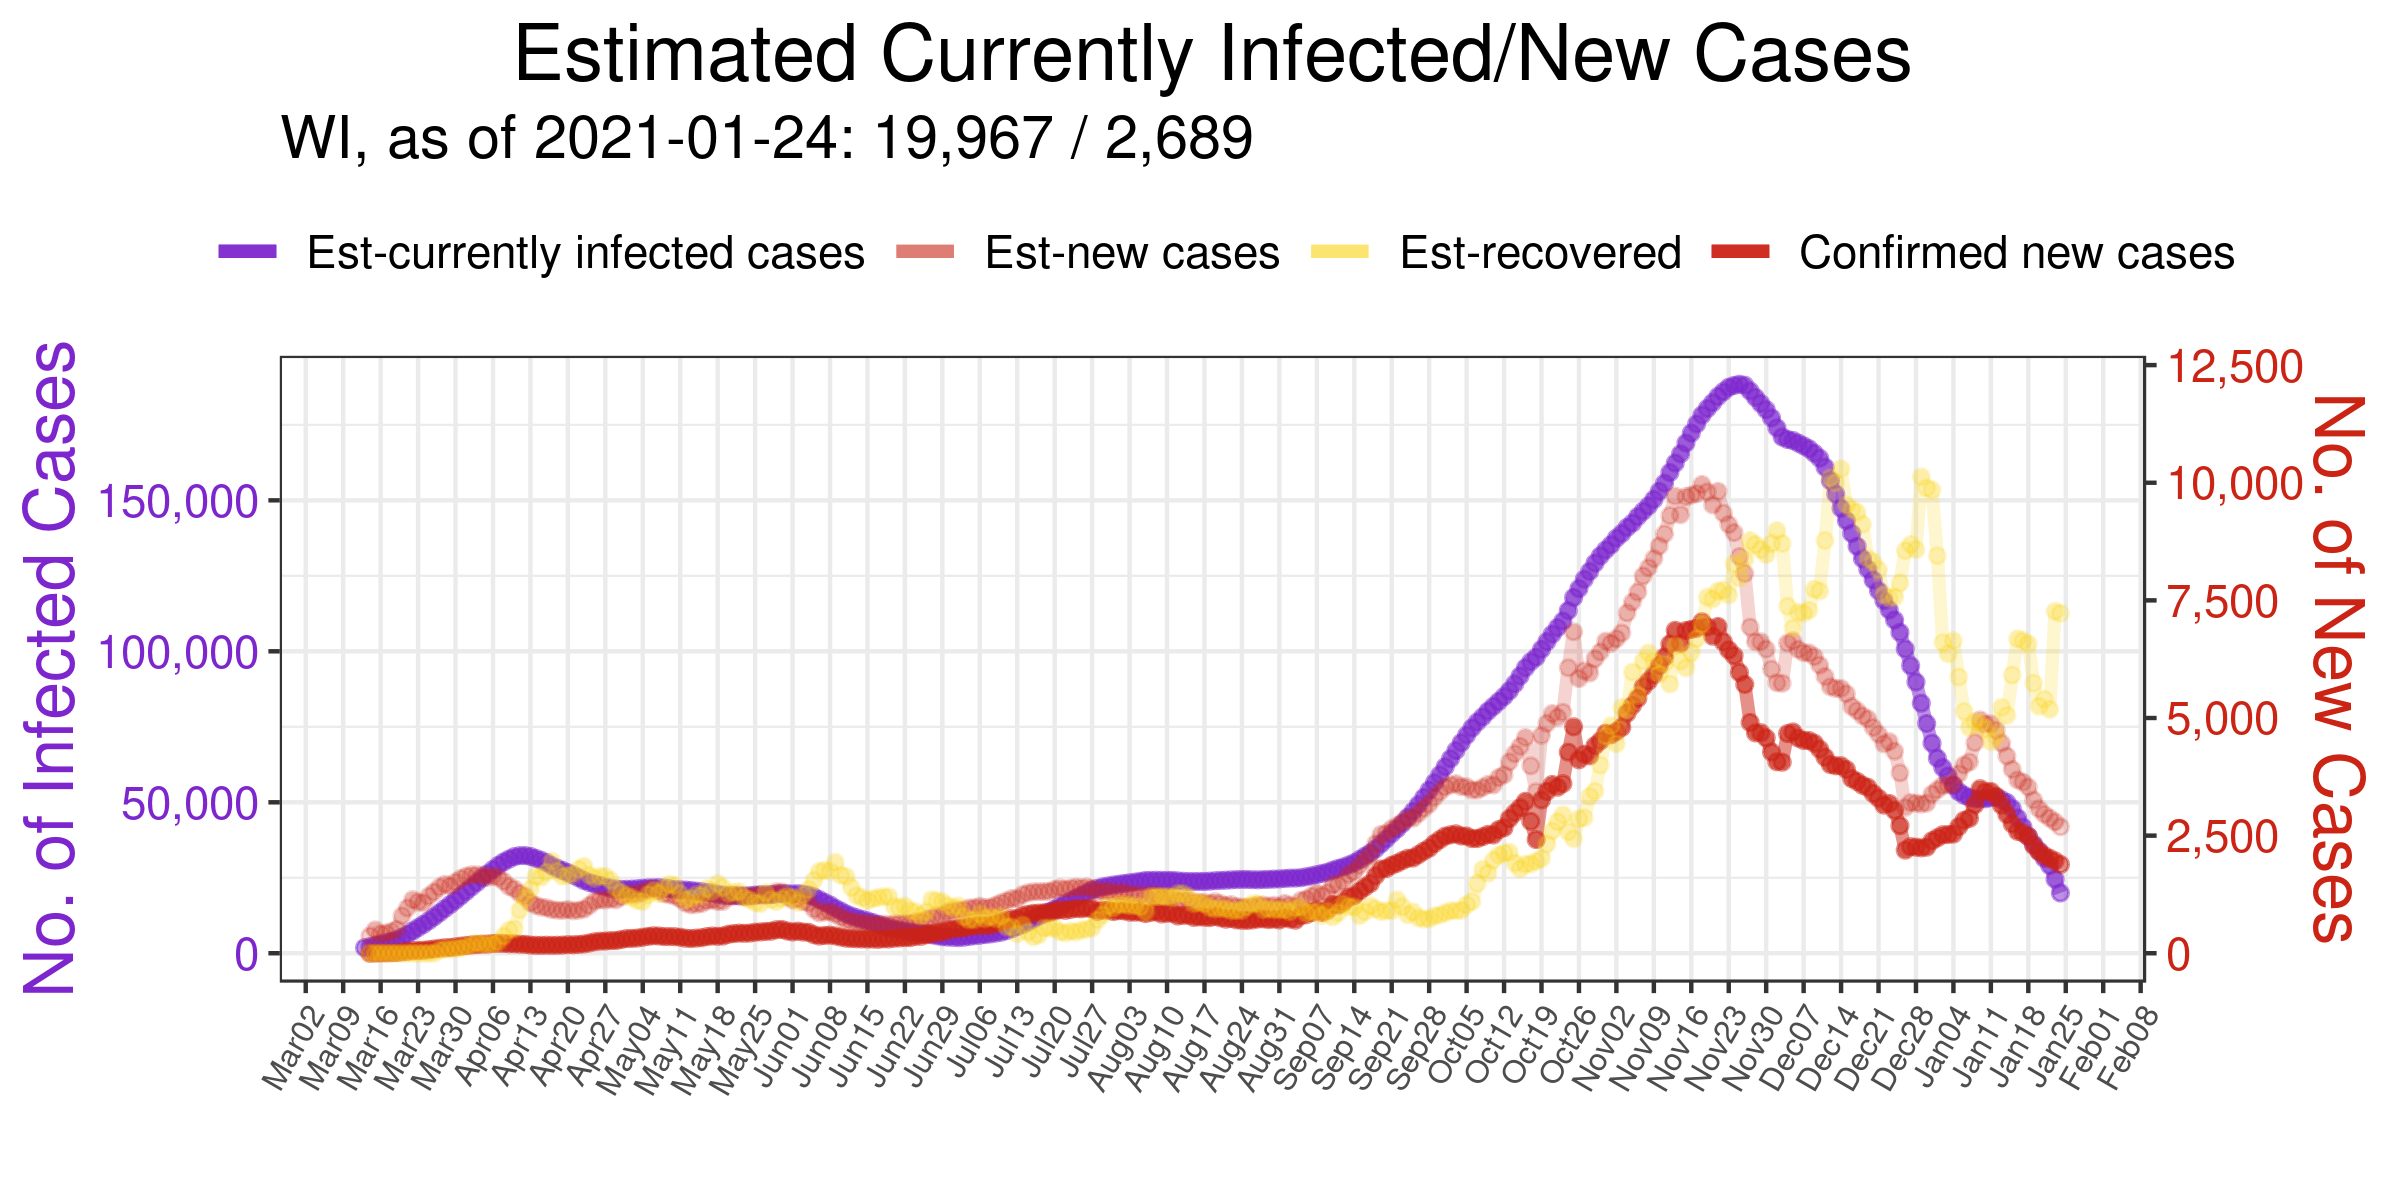 Estimated Currently Infected/New Cases
WI, as of 2021-01-24: 19,967 / 2,689
Est-currently infected cases
Est-new cases
Est-recovered
Confirmed new cases
No. of Infected Cases
150,000
100,000
50,000
0
12,500
10,000
7,500
5,000
2,500
0
No. of New Cases
Mar02
Mar09
Mar16
Mar23
Mar30
Apr06
Apr13
Apr20
Apr27
May04
May11
May18
May25
Jun01
Jun08
Jun15
Jun22
Jun29
Jul06
Jul13
Jul20
Jul27
Aug03
Aug10
Aug17
Aug24
Aug31
Sep07
Sep14
Sep21
Sep28
Oct05
Oct12
Oct19
Oct26
Nov02
Nov09
Nov16
Nov23
Nov30
Dec07
Dec14
Dec21
Dec28
Jan04
Jan11
Jan18
Jan25
Feb01
Feb08